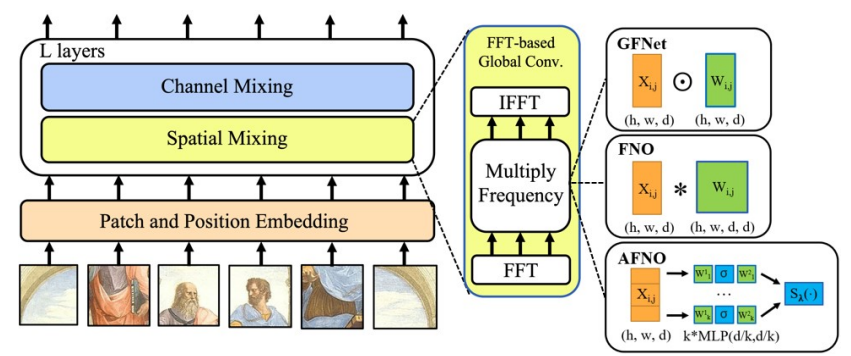 L layers
Channel Mixing
Spatial Mixing
Patch and Position Embedding
FFT-based
Global Conv.
IFFT
Multiply
Frequency
FFT
GFNet
X_{i,j} ⊙ W_{i,j}
(h, w, d) (h, w, d)
FNO
X_{i,j} * W_{i,j}
(h, w, d) (h, w, d, d)
AFNO
W^1_1 σ W^2_1
X_{i,j} ... S_λ(·)
W^1_k σ W^2_k
(h, w, d) k*MLP(d/k,d/k)